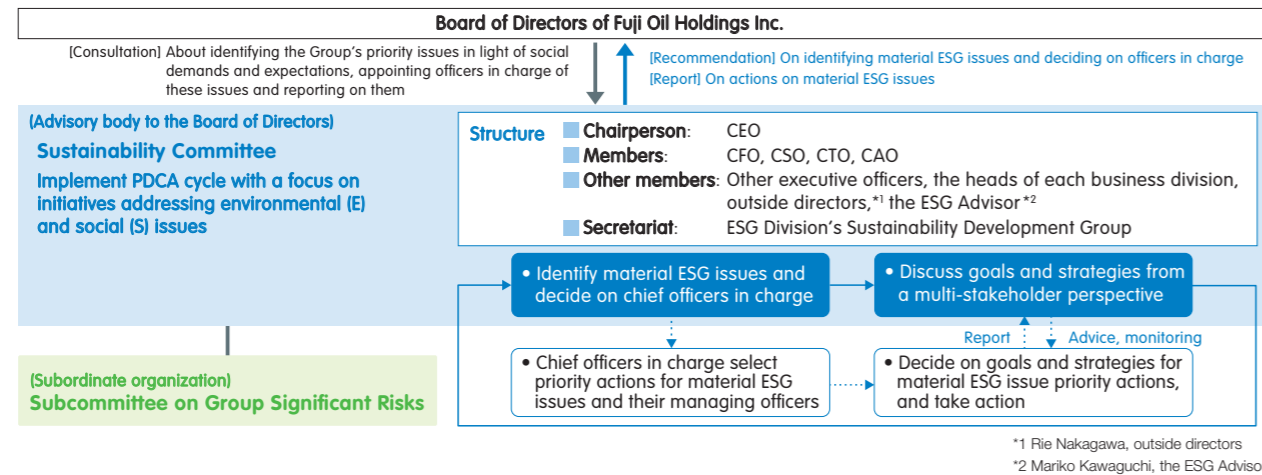 Board of Directors of Fuji Oil Holdings Inc.
[Consultation] About identifying the Group's priority issues in light of social
demands and expectations, appointing officers in charge of
these issues and reporting on them
[Recommendation] On identifying material ESG issues and deciding on officers in charge
[Report] On actions on material ESG issues
(Advisory body to the Board of Directors)
Sustainability Committee
Implement PDCA cycle with a focus on
initiatives addressing environmental (E)
and social (S) issues
Structure
Chairperson: CEO
Members: CFO, CSO, CTO, CAO
Other members: Other executive officers, the heads of each business division,
outside directors,*1 the ESG Advisor*2
Secretariat: ESG Division's Sustainability Development Group
• Identify material ESG issues and
decide on chief officers in charge
• Discuss goals and strategies from
a multi-stakeholder perspective
Report
Advice, monitoring
• Chief officers in charge select
priority actions for material ESG
issues and their managing officers
• Decide on goals and strategies for
material ESG issue priority actions,
and take action
(Subordinate organization)
Subcommittee on Group Significant Risks
*1 Rie Nakagawa, outside directors
*2 Mariko Kawaguchi, the ESG Adviso